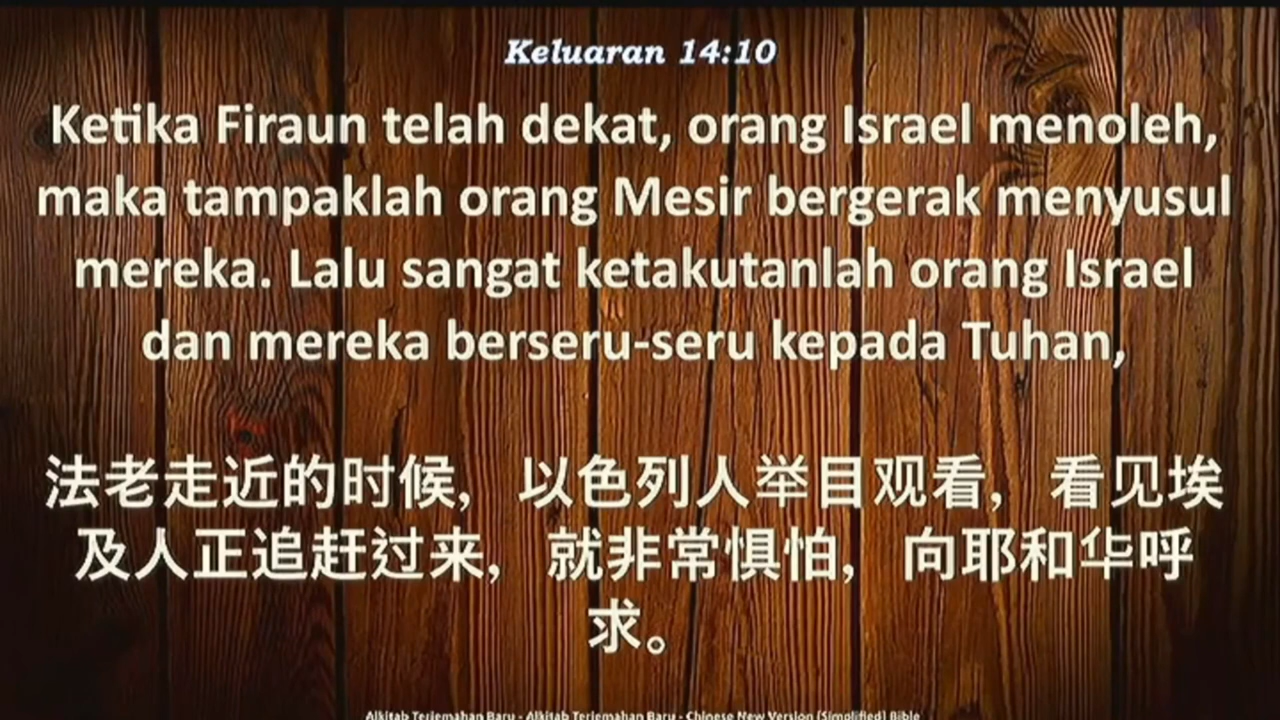 Keluaran 14:10
Ketika Firaun telah dekat, orang Israel menoleh,
maka tampaklah orang Mesir bergerak menyusul
mereka. Lalu sangat ketakutanlah orang Israel
dan mereka berseru-seru kepada Tuhan,
法老走近的时候，以色列人举目观看，看见埃
及人正追赶过来，就非常惧怕，向耶和华呼
求。
Alkitab Terjemahan Baru - Alkitab Terjemahan Baru - Chinese New Version (Simplified) Bible